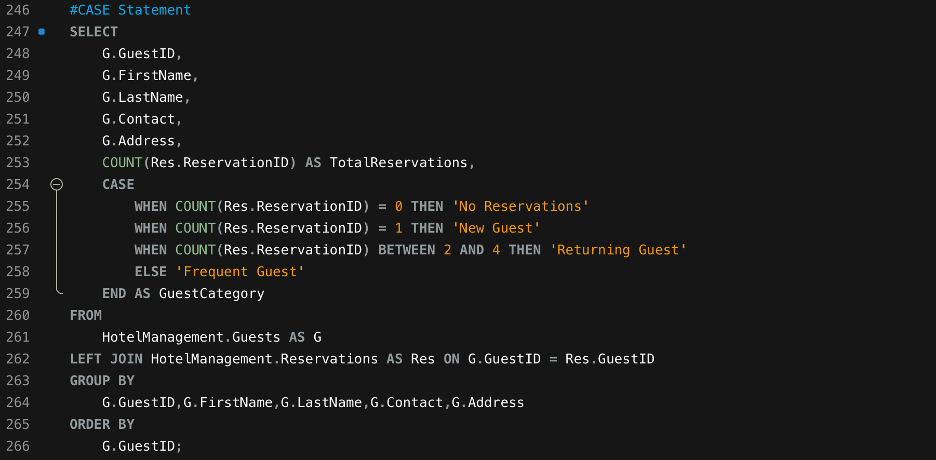 246 #CASE Statement
247 SELECT
248 G.GuestID,
249 G.FirstName,
250 G.LastName,
251 G.Contact,
252 G.Address,
253 COUNT(Res.ReservationID) AS TotalReservations,
254 CASE
255 WHEN COUNT(Res.ReservationID) = 0 THEN 'No Reservations'
256 WHEN COUNT(Res.ReservationID) = 1 THEN 'New Guest'
257 WHEN COUNT(Res.ReservationID) BETWEEN 2 AND 4 THEN 'Returning Guest'
258 ELSE 'Frequent Guest'
259 END AS GuestCategory
260 FROM
261 HotelManagement.Guests AS G
262 LEFT JOIN HotelManagement.Reservations AS Res ON G.GuestID = Res.GuestID
263 GROUP BY
264 G.GuestID,G.FirstName,G.LastName,G.Contact,G.Address
265 ORDER BY
266 G.GuestID;